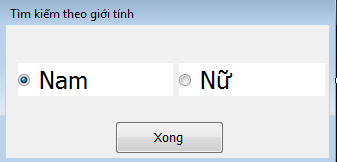 Tìm kiếm theo giới tính
Nam Nữ
Xong